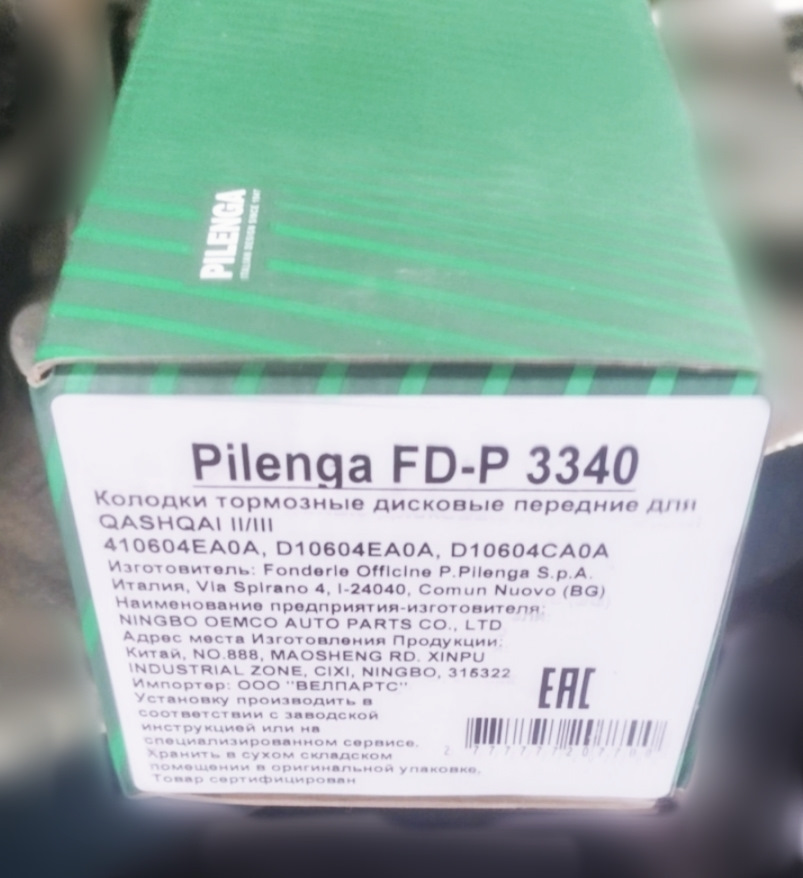 PILENGA
ITALIAN DESIGN SINCE
Pilenga FD-P 3340
Колодки тормозные дисковые передние для
QASHQAI II/III
410604EA0A, D10604EA0A, D10604CA0A
Изготовитель: Fonderie Officine P.Pilenga S.p.A.
Италия, Via Spirano 4, I-24040, Comun Nuovo (BG)
Наименование предприятия-изготовителя:
NINGBO OEMCO AUTO PARTS CO., LTD
Адрес места Изготовления Продукции:
Китай, NO.888, MAOSHENG RD. XINPU
INDUSTRIAL ZONE, CIXI, NINGBO, 315322
Импортер: ООО "ВЕЛПАРТС"
Установку производить в
соответствии с заводской
инструкцией или на
специализированном сервисе.
Хранить в сухом складском
помещении в оригинальной упаковке.
Товар сертифицирован
EAC